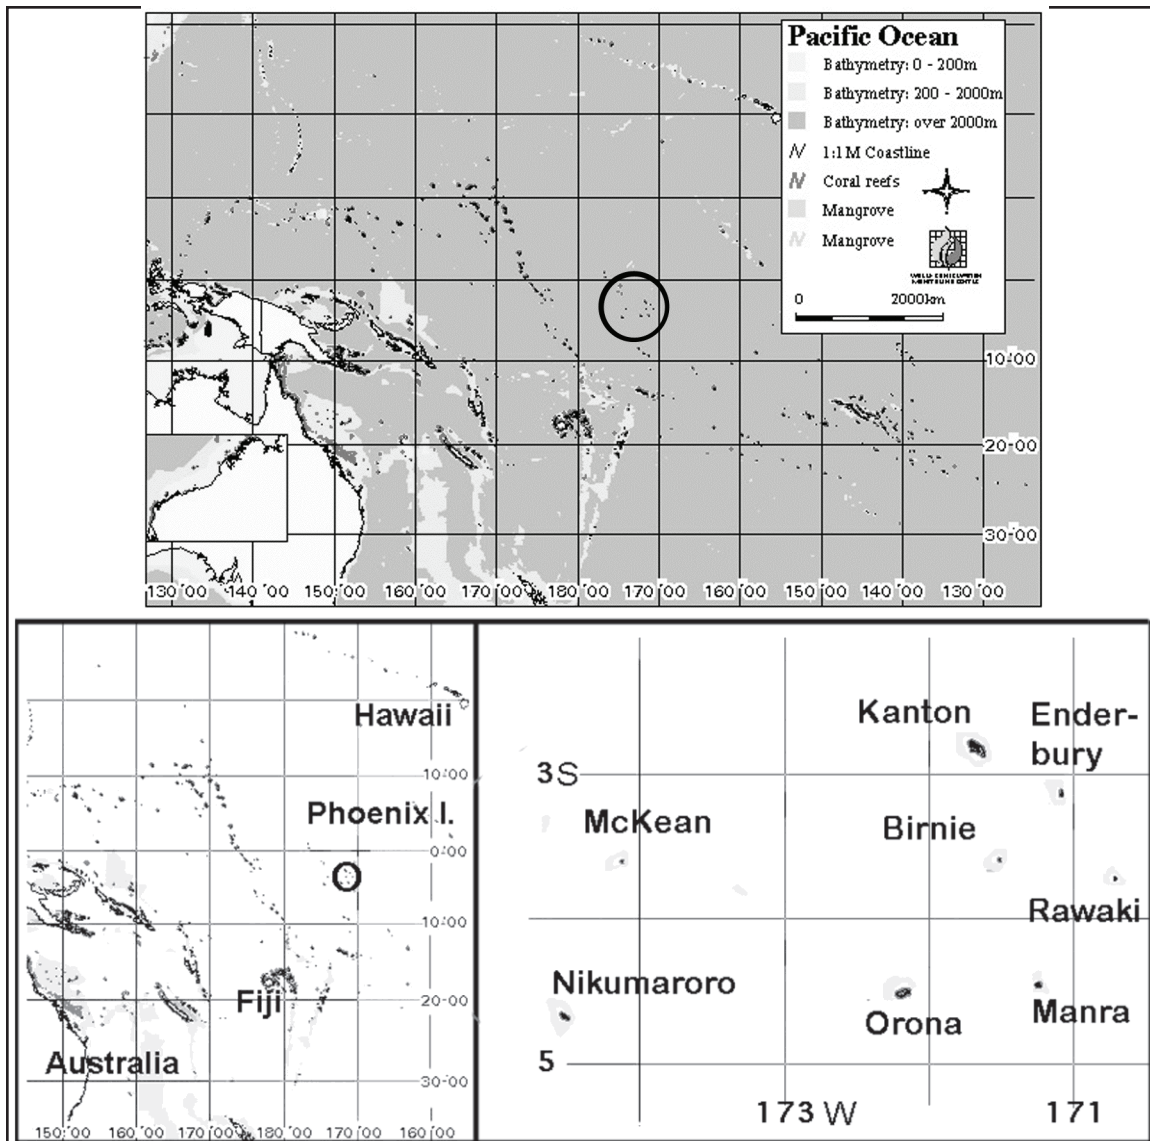 Pacific Ocean
Bathymetry: 0 - 200m
Bathymetry: 200 - 2000m
Bathymetry: over 2000m
1:1M Coastline
Coral reefs
Mangrove
Mangrove
0 2000km
10°00
20°00
30°00
130°00 140°00 150°00 160°00 170°00 180°00 170°00 160°00 150°00 140°00 130°00
Hawaii
10°00
Phoenix I.
0°00
10°00
Fiji
20°00
Australia
30°00
150°00 160°00 170°00 180°00 170°00 160°00
Kanton
Ender-
bury
3S
McKean
Birnie
Rawaki
Nikumaroro
Orona
Manra
5
173 W 171